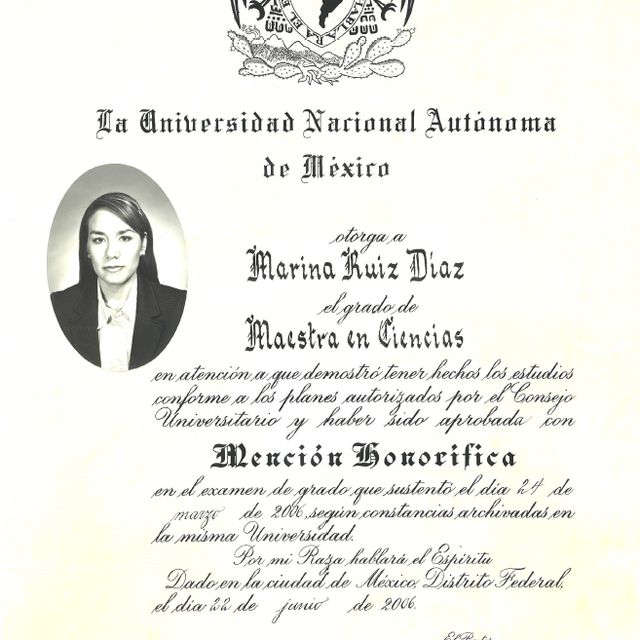 La Universidad Nacional Autónoma
de México
otorga a
Marina Ruiz Díaz
el grado de
Maestra en Ciencias
en atención a que demostró tener hechos los estudios
conforme a los planes autorizados por el Consejo
Universitario y haber sido aprobada con
Mención Honorífica
en el examen de grado que sustentó el día 24 de
marzo de 2006, según constancias archivadas en
la misma Universidad.
Por mi Raza hablará el Espíritu
Dado en la ciudad de México, Distrito Federal,
el día 22 de junio de 2006.